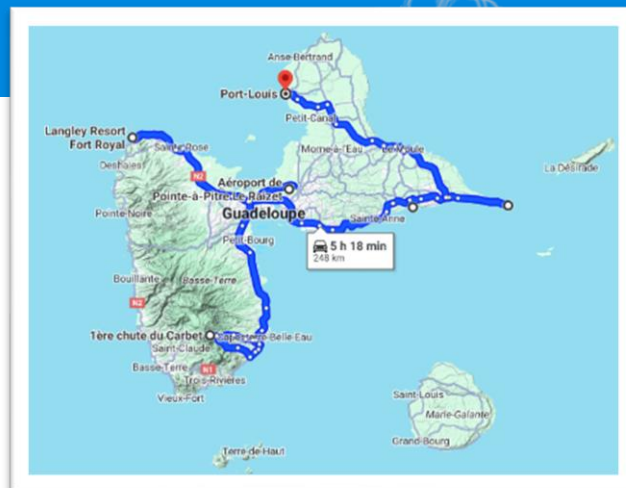 Anse-Bertrand
Port-Louis
Petit-Canal
Langley Resort
Fort Royal
Sainte-Rose
Deshaies
Morne-à-l'Eau
Le Moule
La Désirade
N2
Aéroport de
Pointe-à-Pitre Le Raizet
Pointe-Noire
Guadeloupe
Sainte-Anne
Petit-Bourg
5 h 18 min
248 km
Bouillante
Basse-Terre
N2
1ère chute du Carbet
Capesterre-Belle-Eau
Saint-Claude
Basse-Terre
N1
Trois-Rivières
Vieux-Fort
Saint-Louis
Marie-Galante
Grand-Bourg
Terre-de-Haut